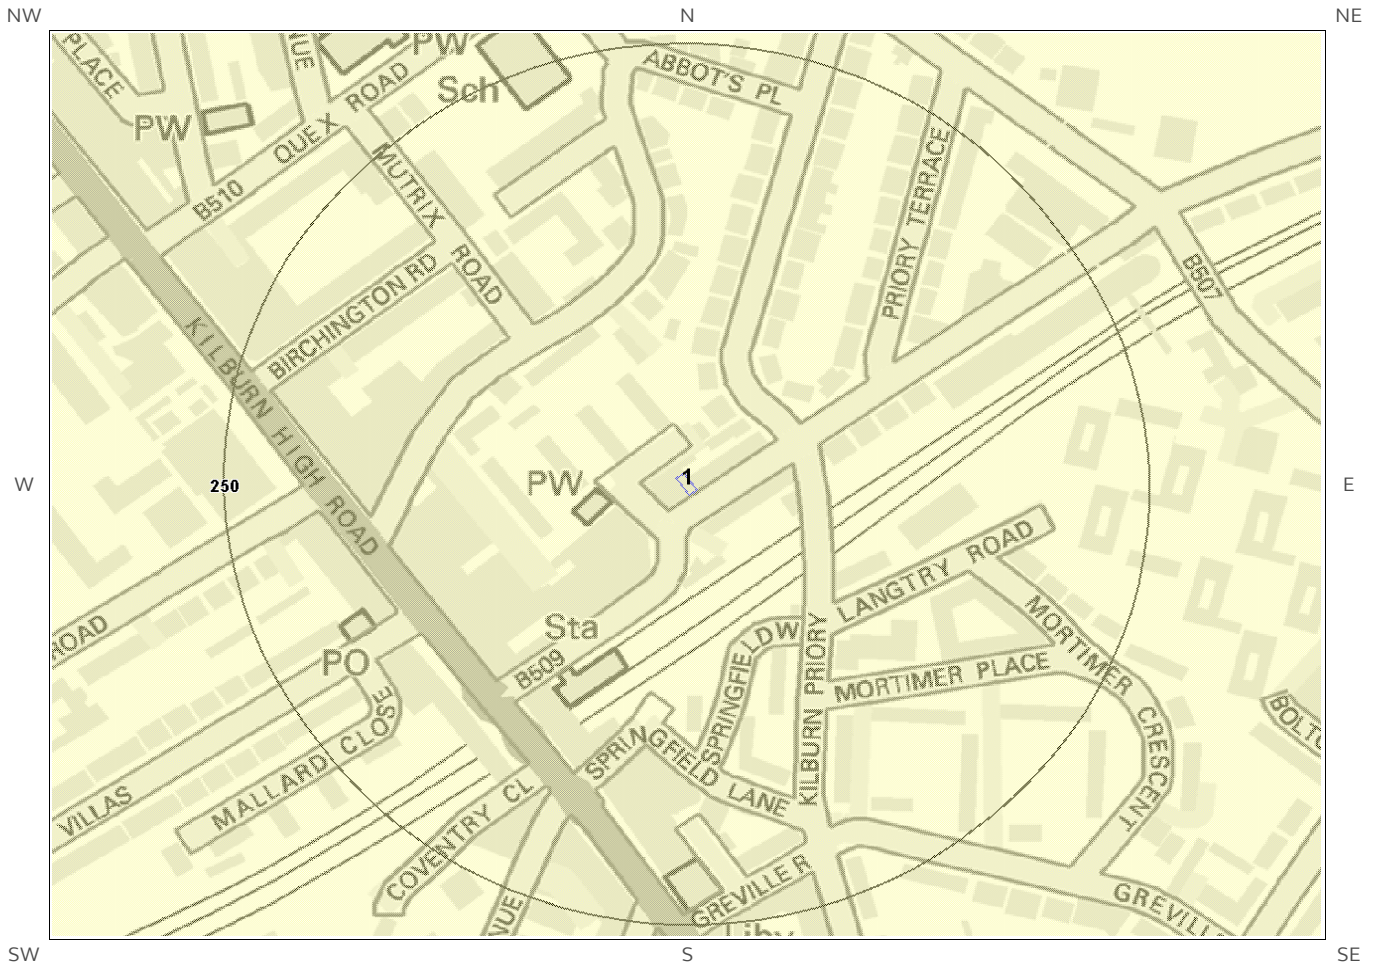 NW
N
NE
PLACE
PW
Sch
ABBOT'S PL
PW
QUEX ROAD
B510
MUTRIX ROAD
PRIORY TERRACE
BIRCHINGTON RD
B507
KILBURN HIGH ROAD
W
250
PW
1
E
LANGTRY ROAD
ROAD
Sta
PO
B509
SPRINGFIELD W
KILBURN PRIORY
MORTIMER PLACE
MORTIMER CRESCENT
MALLARD CLOSE
VILLAS
SPRINGFIELD LANE
COVENTRY CL
GREVILLE R
SW
S
SE